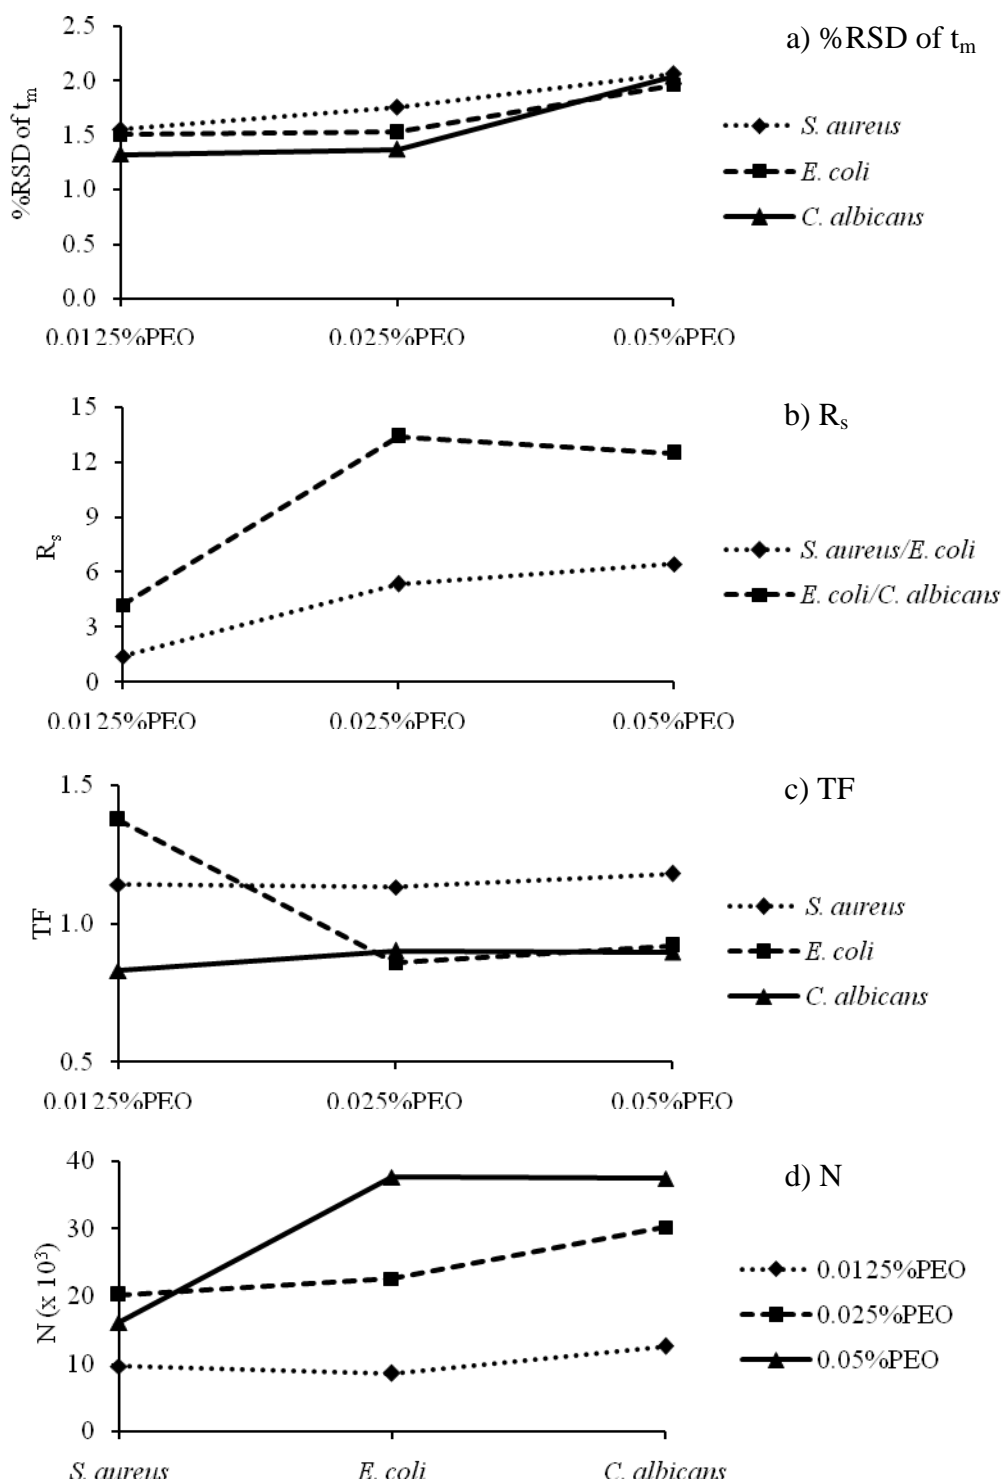 a) %RSD of tm
%RSD of tm
2.5
2.0
1.5
1.0
0.5
0.0
0.0125%PEO 0.025%PEO 0.05%PEO
S. aureus
E. coli
C. albicans
b) Rs
Rs
15
12
9
6
3
0
0.0125%PEO 0.025%PEO 0.05%PEO
S. aureus/E. coli
E. coli/C. albicans
c) TF
TF
1.5
1.0
0.5
0.0125%PEO 0.025%PEO 0.05%PEO
S. aureus
E. coli
C. albicans
d) N
N (x 10³)
40
30
20
10
0
S. aureus E. coli C. albicans
0.0125%PEO
0.025%PEO
0.05%PEO